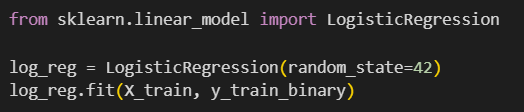 from sklearn.linear_model import LogisticRegression
log_reg = LogisticRegression(random_state=42)
log_reg.fit(X_train, y_train_binary)